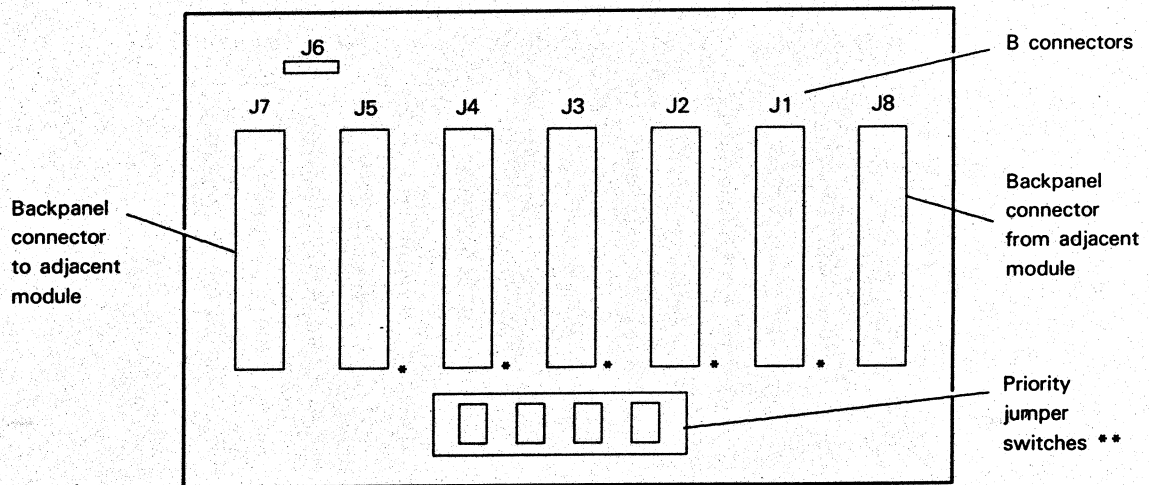 J6
B connectors
J7
J5
J4
J3
J2
J1
J8
*
*
*
*
*
Backpanel
connector
to adjacent
module
Backpanel
connector
from adjacent
module
Priority
jumper
switches **